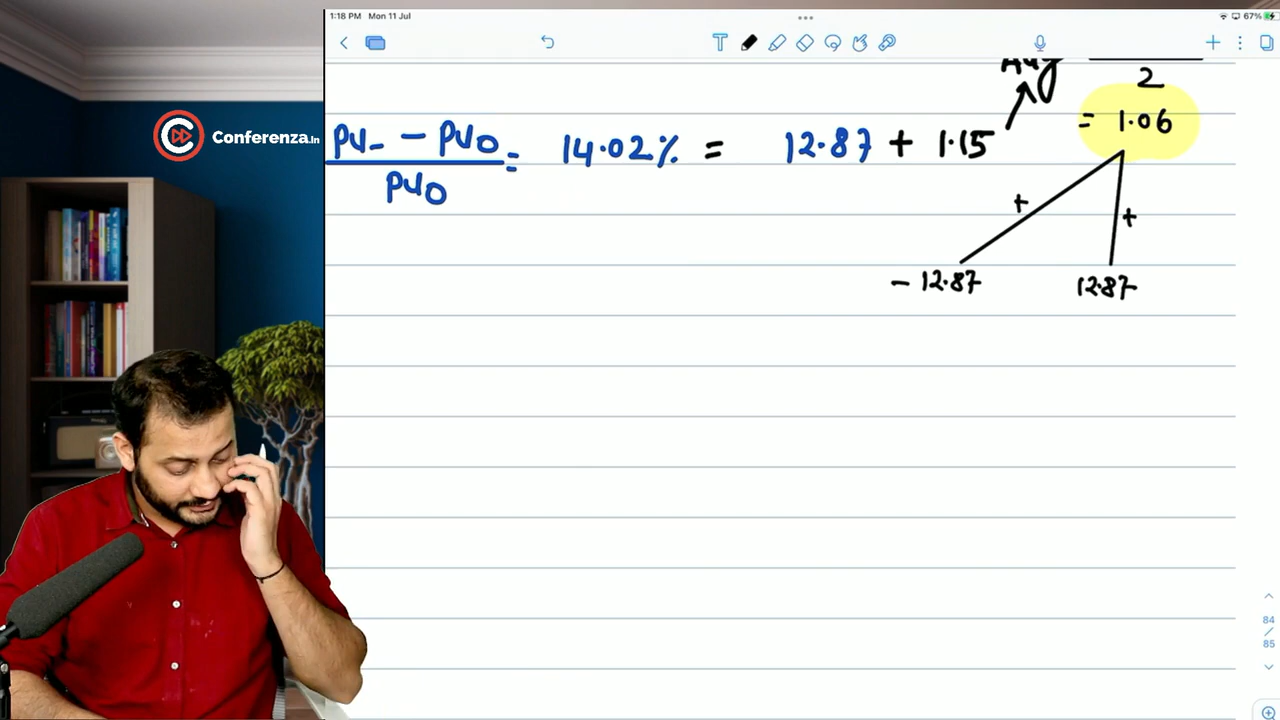 1:18 PM Mon 11 Jul
67%
T
Avg
2
= 1.06
PV- - PV0 = 14.02% = 12.87 + 1.15
PV0
+ +
- 12.87 12.87
Conferenza.in
84
/
85